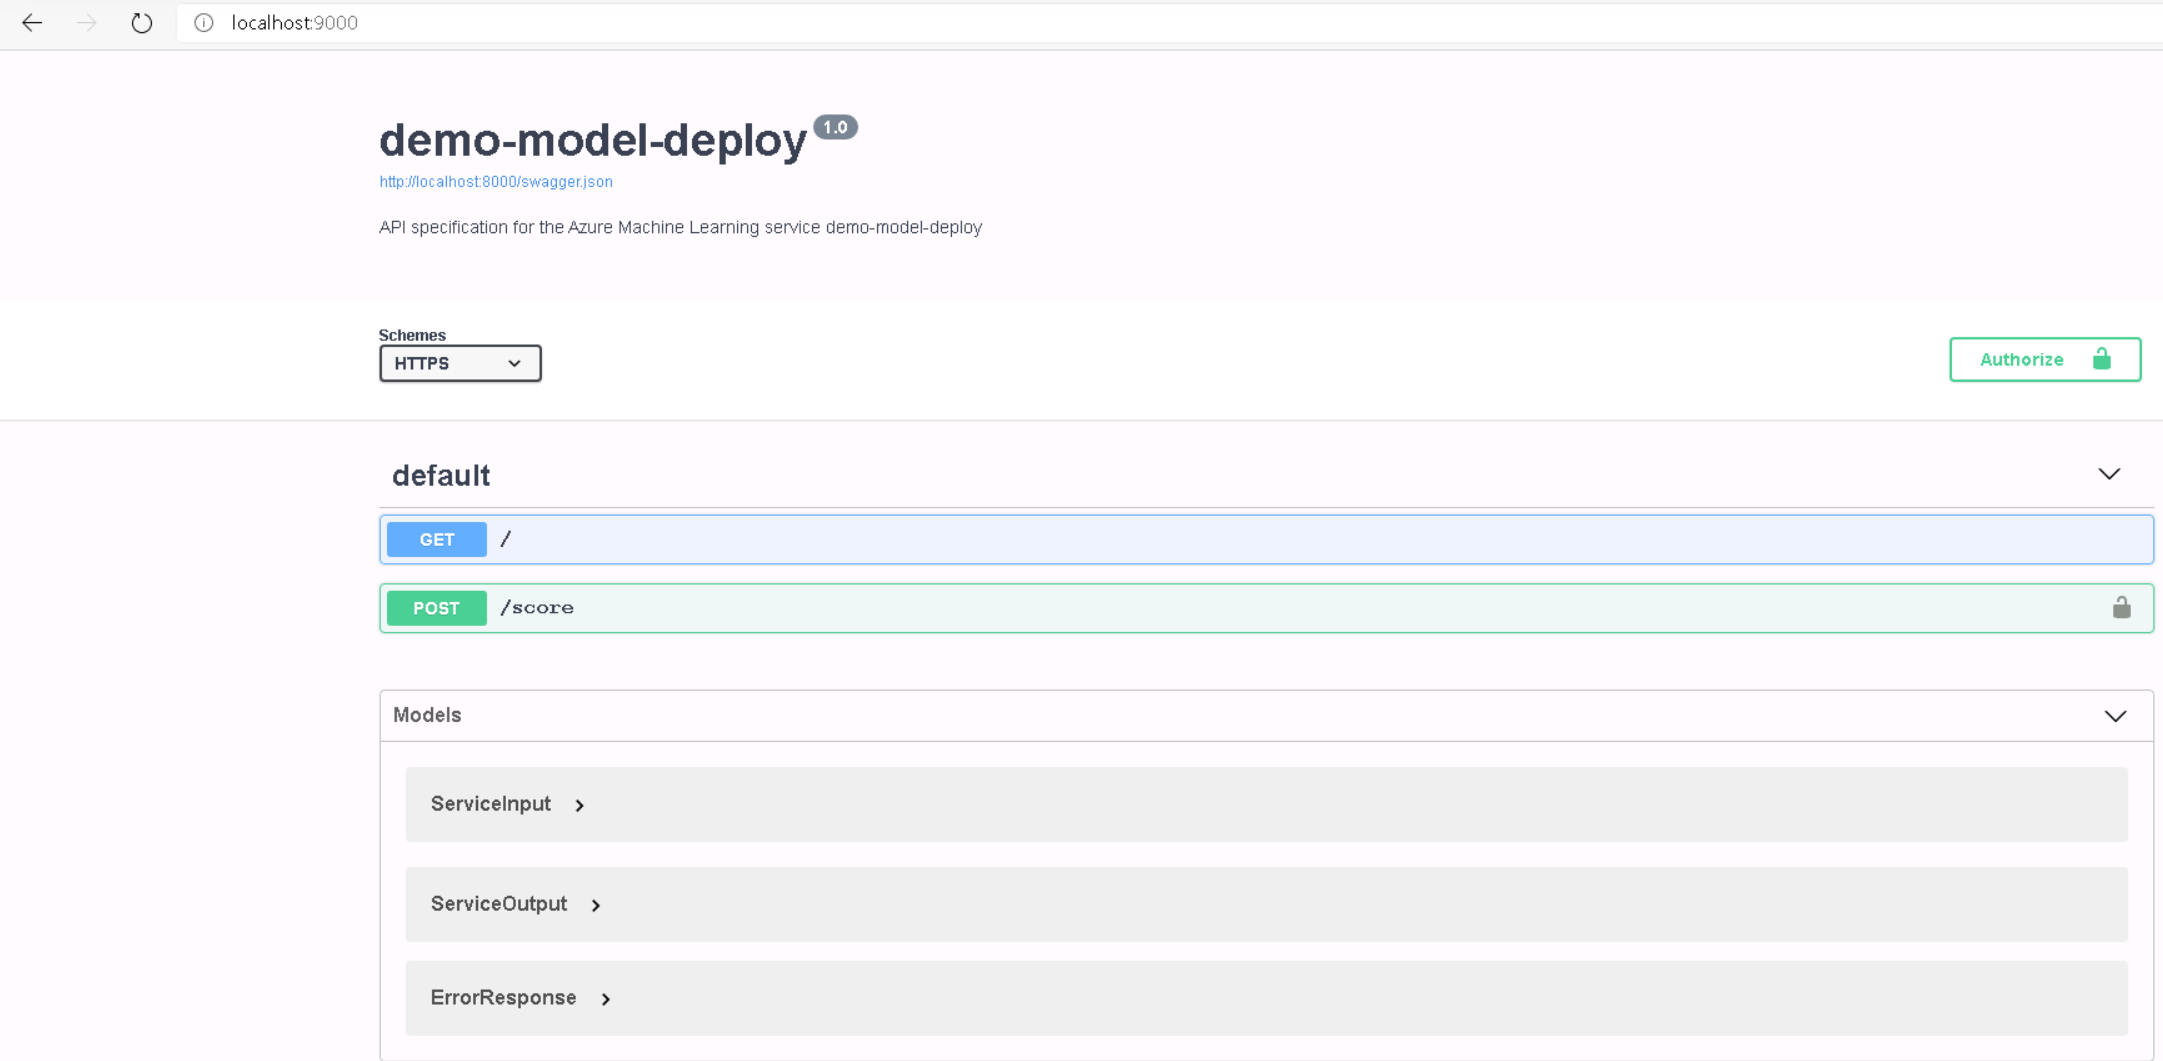 localhost:9000
demo-model-deploy 1.0
http://localhost:8000/swagger.json
API specification for the Azure Machine Learning service demo-model-deploy
Schemes
HTTPS
Authorize
default
GET /
POST /score
Models
ServiceInput
ServiceOutput
ErrorResponse